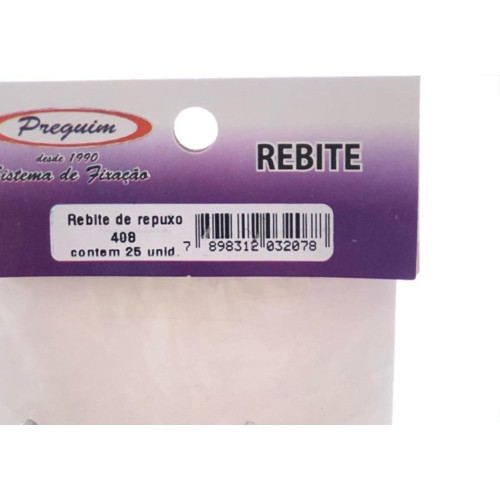 Preguim
desde 1990
Sistema de Fixação
REBITE
Rebite de repuxo
408
contem 25 unid.
7 898312 032078